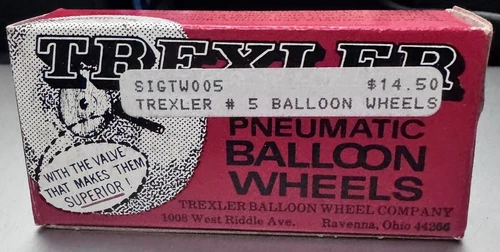 TREXLER
SIGTW005 $14.50
TREXLER # 5 BALLOON WHEELS
PNEUMATIC
BALLOON
WHEELS
WITH THE VALVE
THAT MAKES THEM
SUPERIOR!
TREXLER BALLOON WHEEL COMPANY
1008 West Riddle Ave. Ravenna, Ohio 44266